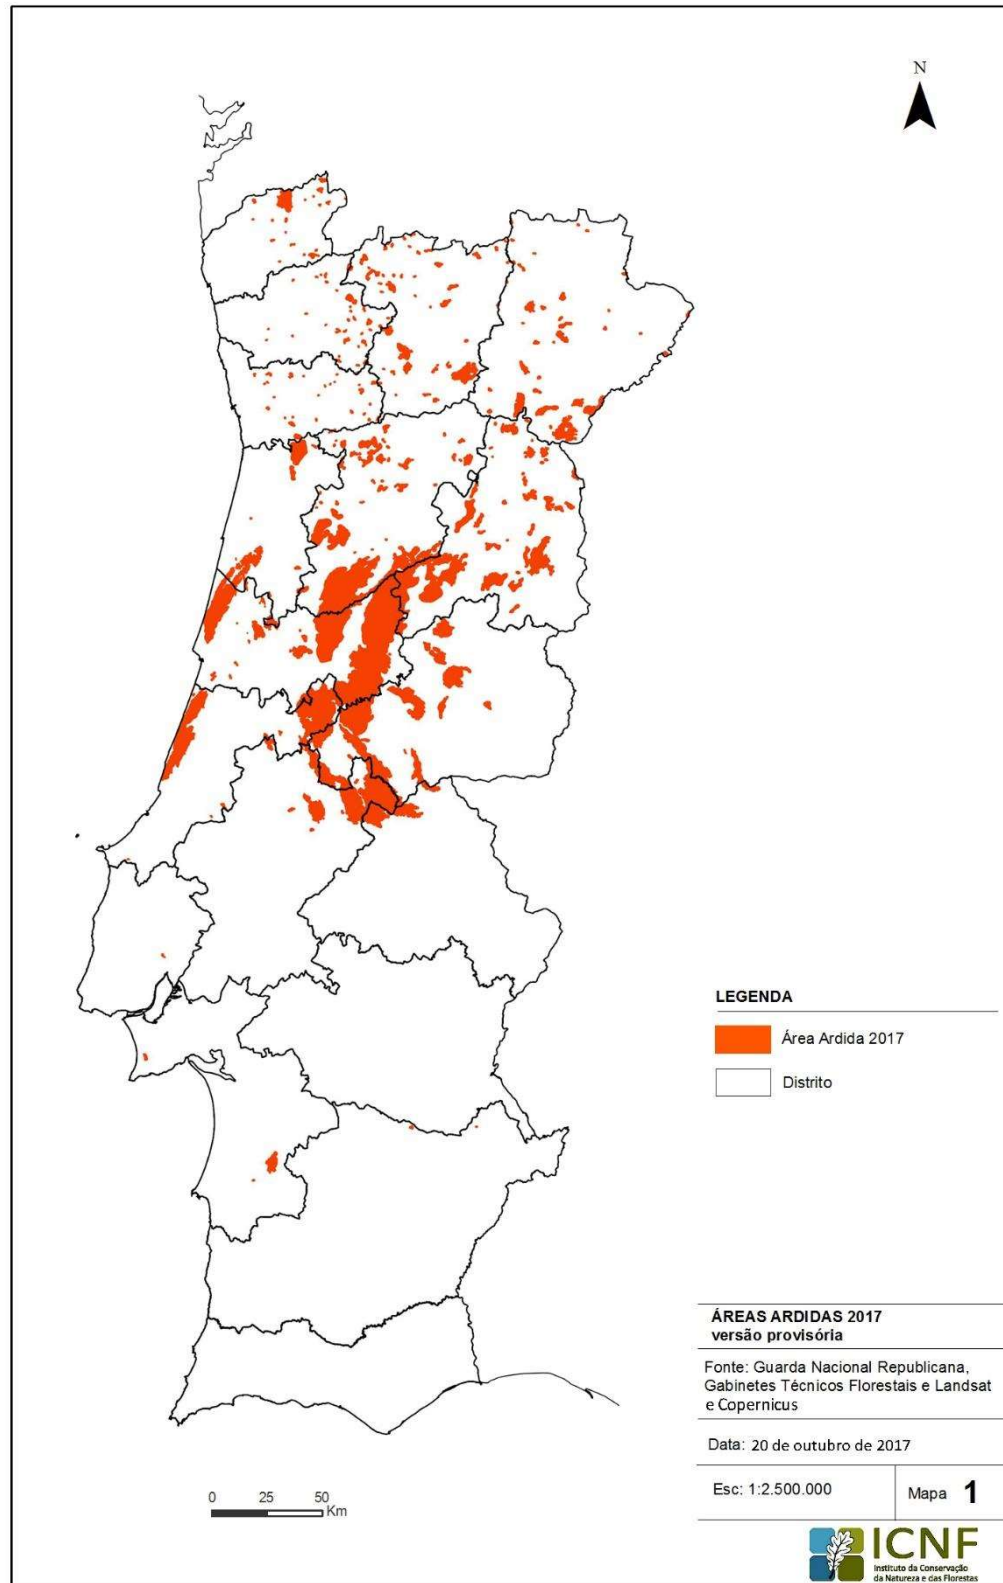 N
LEGENDA
Área Ardida 2017
Distrito
ÁREAS ARDIDAS 2017
versão provisória
Fonte: Guarda Nacional Republicana,
Gabinetes Técnicos Florestais e Landsat
e Copernicus
Data: 20 de outubro de 2017
Esc: 1:2.500.000
Mapa 1
0 25 50
Km
ICNF
Instituto da Conservação
da Natureza e das Florestas